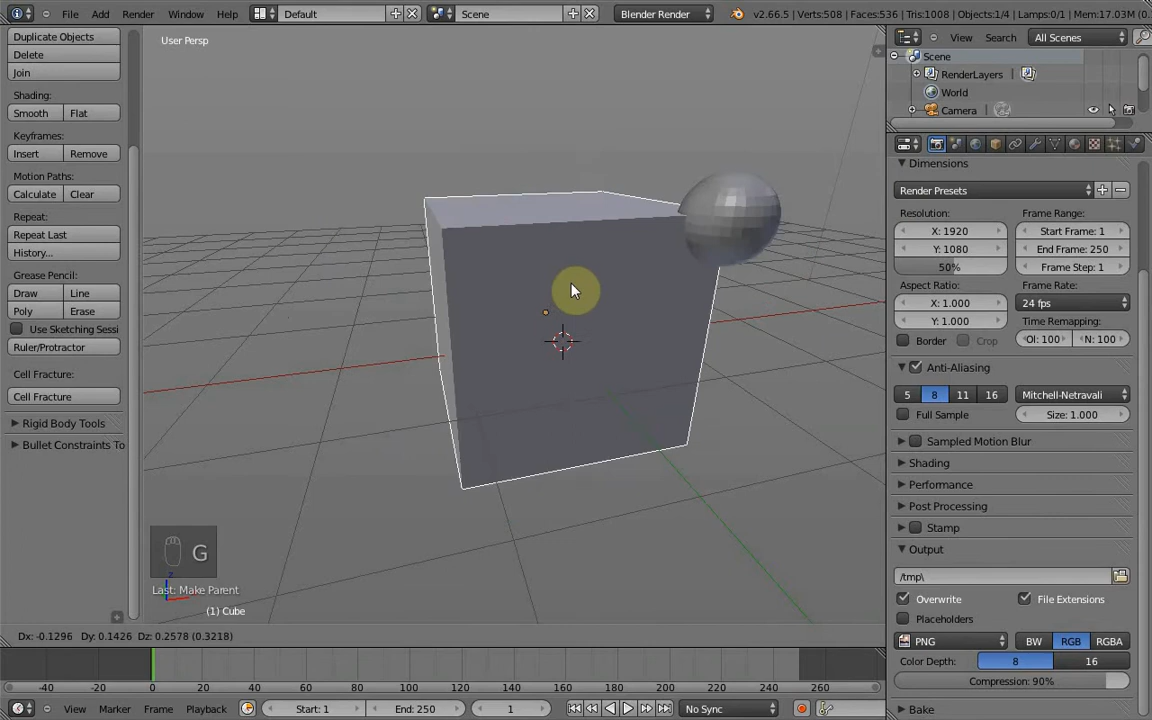 File Add Render Window Help Default Scene Blender Render v2.66.5 | Verts:508 | Faces:536 | Tris:1008 | Objects:1/4 | Lamps:0/1 | Mem:17.03M (0.
Duplicate Objects
Delete
Join
Shading:
Smooth Flat
Keyframes:
Insert Remove
Motion Paths:
Calculate Clear
Repeat:
Repeat Last
History...
Grease Pencil:
Draw Line
Poly Erase
Use Sketching Sessi
Ruler/Protractor
Cell Fracture:
Cell Fracture
Rigid Body Tools
Bullet Constraints To
User Persp
G
z
Last: Make Parent
(1) Cube
Dx: -0.1296 Dy: 0.1426 Dz: 0.2578 (0.3218)
-40 -20 0 20 40 60 80 100 120 140 160 180 200 220 240 260
View Marker Frame Playback Start: 1 End: 250 1 No Sync
View Search All Scenes
Scene
RenderLayers
World
Camera
Dimensions
Render Presets
Resolution: Frame Range:
X: 1920 Start Frame: 1
Y: 1080 End Frame: 250
50% Frame Step: 1
Aspect Ratio: Frame Rate:
X: 1.000 24 fps
Y: 1.000 Time Remapping:
Border Crop Ol: 100 N: 100
Anti-Aliasing
5 8 11 16 Mitchell-Netravali
Full Sample Size: 1.000
Sampled Motion Blur
Shading
Performance
Post Processing
Stamp
Output
/tmp\
Overwrite File Extensions
Placeholders
PNG BW RGB RGBA
Color Depth: 8 16
Compression: 90%
Bake